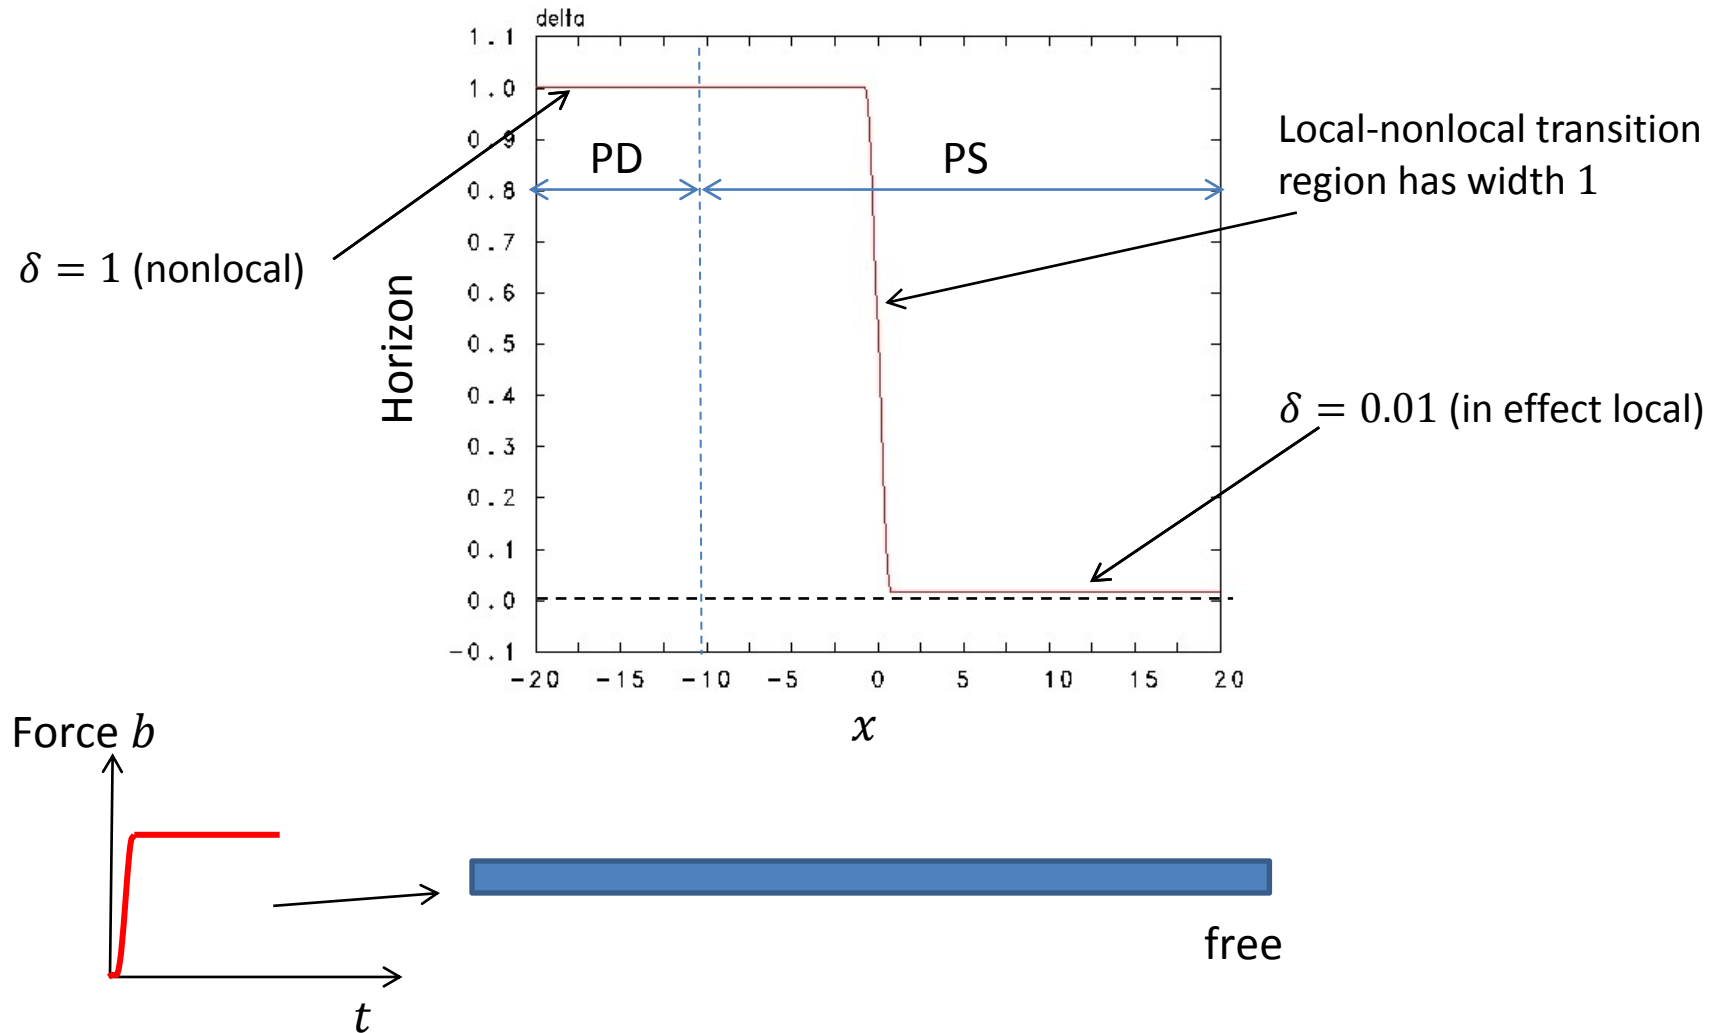 delta
1.1
1.0
0.9
0.8
0.7
0.6
0.5
0.4
0.3
0.2
0.1
0.0
-0.1
-20 -15 -10 -5 0 5 10 15 20
Horizon
x
PD
PS
δ = 1 (nonlocal)
Local-nonlocal transition
region has width 1
δ = 0.01 (in effect local)
Force b
t
free